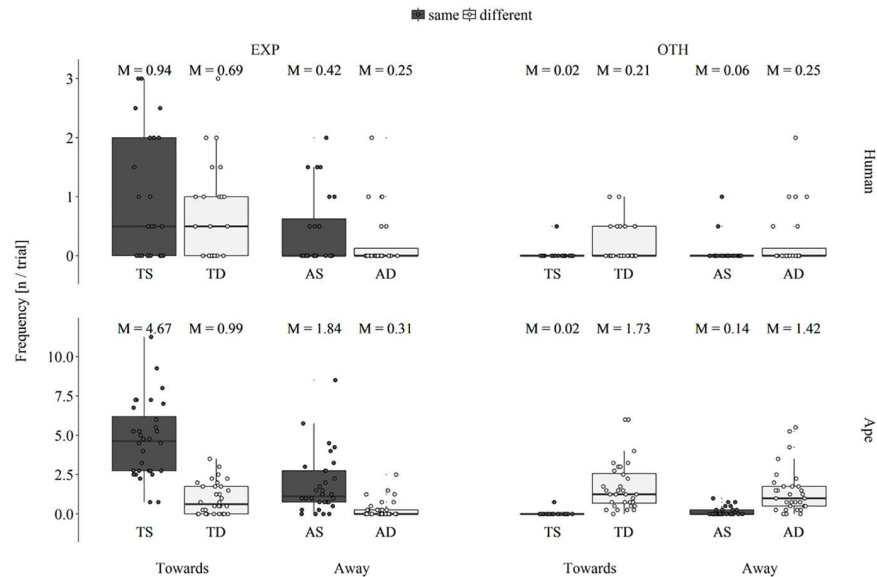 same different
EXP OTH
M = 0.94 M = 0.69 M = 0.42 M = 0.25 M = 0.02 M = 0.21 M = 0.06 M = 0.25
3
2
1
0
Human
TS TD AS AD TS TD AS AD
Frequency [n / trial]
M = 4.67 M = 0.99 M = 1.84 M = 0.31 M = 0.02 M = 1.73 M = 0.14 M = 1.42
10.0
7.5
5.0
2.5
0.0
Ape
TS TD AS AD TS TD AS AD
Towards Away Towards Away